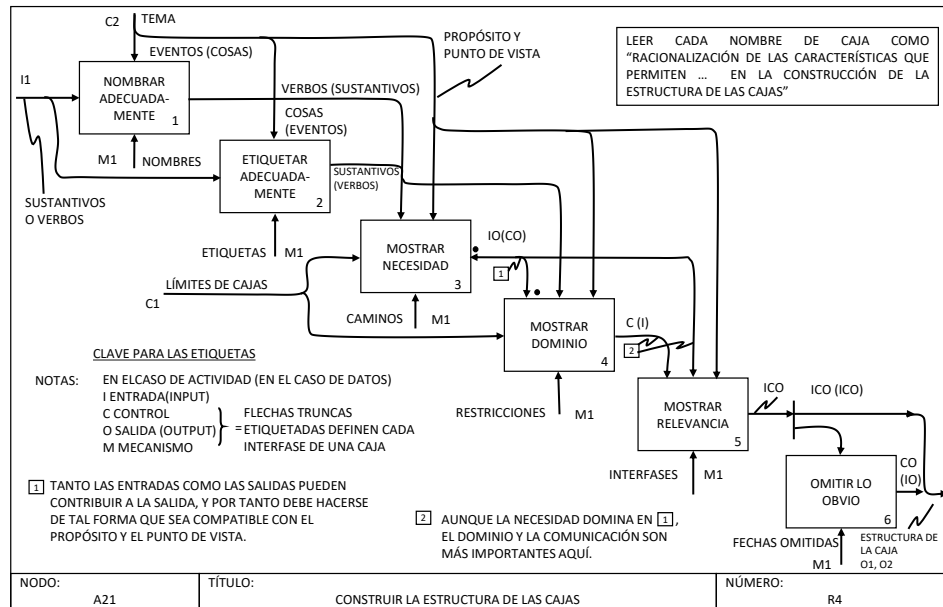 C2
TEMA
EVENTOS (COSAS)
PROPÓSITO Y
PUNTO DE VISTA
LEER CADA NOMBRE DE CAJA COMO
“RACIONALIZACIÓN DE LAS CARACTERÍSTICAS QUE
PERMITEN ... EN LA CONSTRUCCIÓN DE LA
ESTRUCTURA DE LAS CAJAS”
I1
NOMBRAR
ADECUADA-
MENTE
1
VERBOS (SUSTANTIVOS)
COSAS
(EVENTOS)
M1
NOMBRES
SUSTANTIVOS
O VERBOS
ETIQUETAR
ADECUADA-
MENTE
2
SUSTANTIVOS
(VERBOS)
ETIQUETAS
M1
MOSTRAR
NECESIDAD
3
IO(CO)
1
LÍMITES DE CAJAS
C1
CAMINOS
M1
MOSTRAR
DOMINIO
4
C (I)
2
RESTRICCIONES
M1
MOSTRAR
RELEVANCIA
5
ICO
ICO (ICO)
INTERFASES
M1
OMITIR LO
OBVIO
6
CO
(IO)
FECHAS OMITIDAS
M1
ESTRUCTURA DE
LA CAJA
O1, O2
CLAVE PARA LAS ETIQUETAS
NOTAS:
EN ELCASO DE ACTIVIDAD (EN EL CASO DE DATOS)
I ENTRADA(INPUT)
C CONTROL
O SALIDA (OUTPUT)
M MECANISMO
FLECHAS TRUNCAS
= ETIQUETADAS DEFINEN CADA
INTERFASE DE UNA CAJA
1 TANTO LAS ENTRADAS COMO LAS SALIDAS PUEDEN
CONTRIBUIR A LA SALIDA, Y POR TANTO DEBE HACERSE
DE TAL FORMA QUE SEA COMPATIBLE CON EL
PROPÓSITO Y EL PUNTO DE VISTA.
2 AUNQUE LA NECESIDAD DOMINA EN 1,
EL DOMINIO Y LA COMUNICACIÓN SON
MÁS IMPORTANTES AQUÍ.
NODO:
A21
TÍTULO:
CONSTRUIR LA ESTRUCTURA DE LAS CAJAS
NÚMERO:
R4